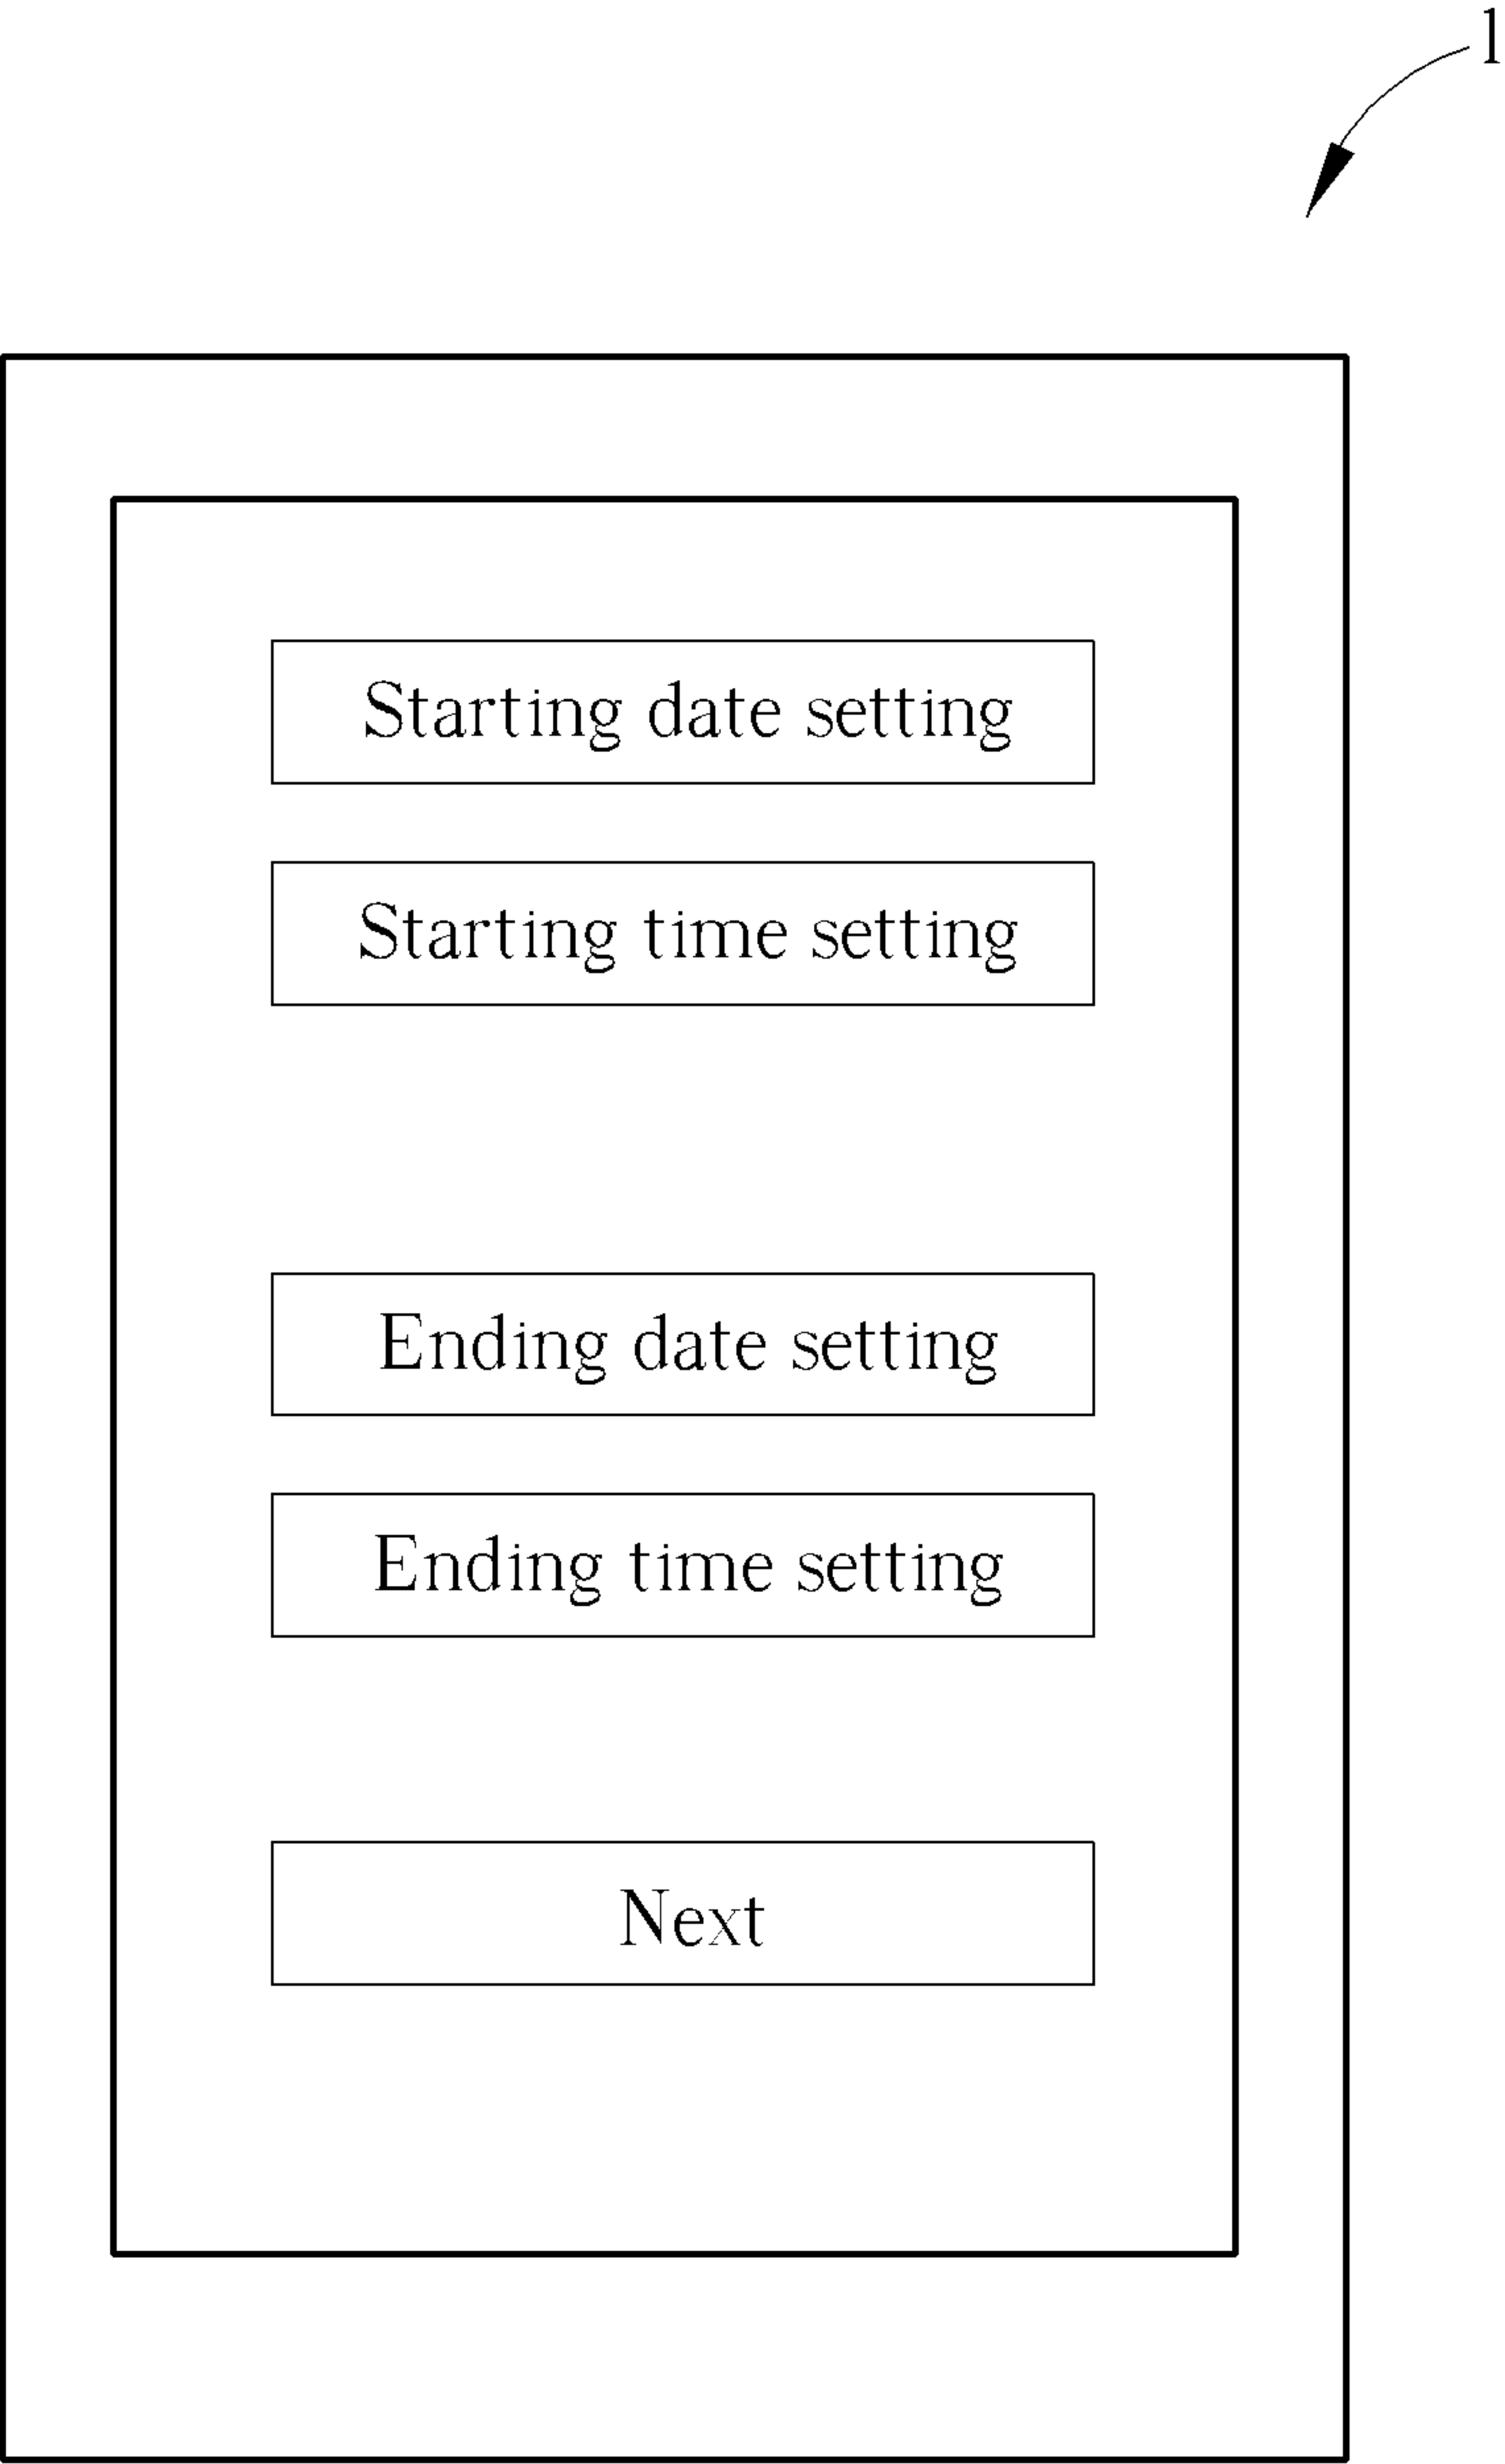 1
Starting date setting
Starting time setting
Ending date setting
Ending time setting
Next